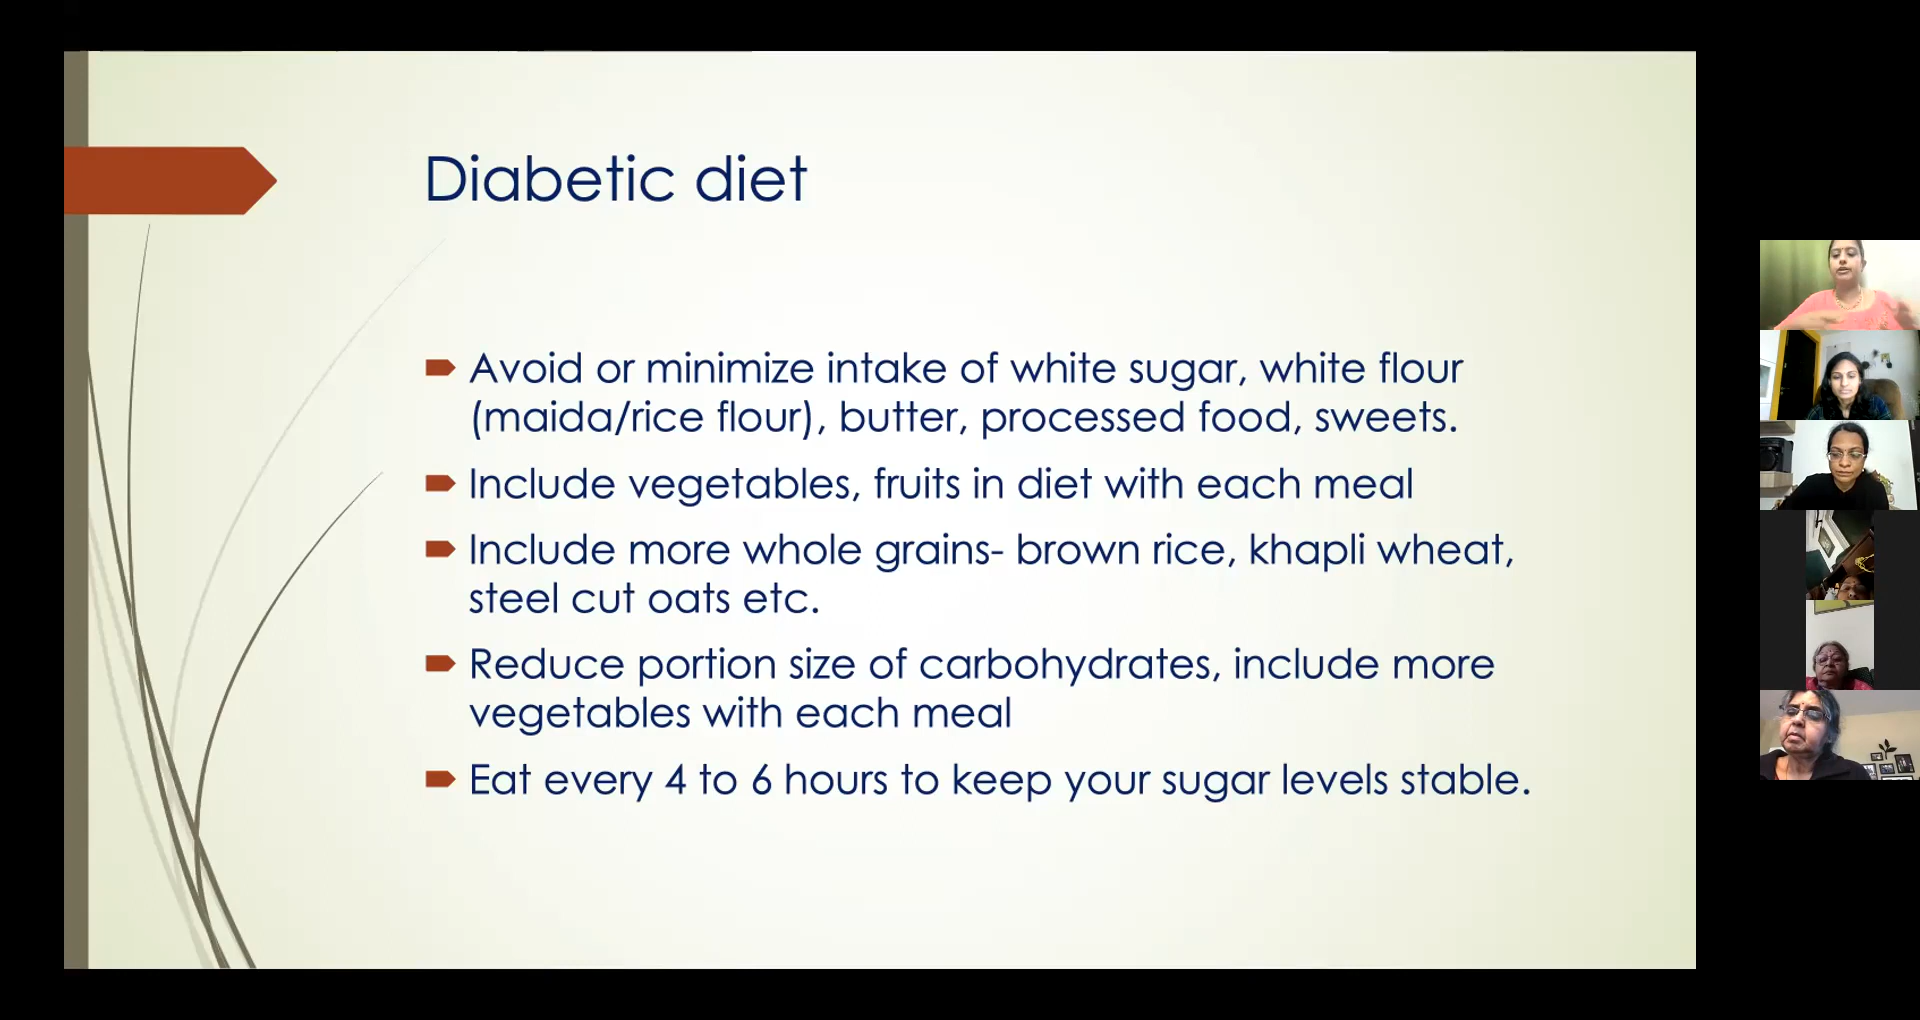 Diabetic diet
Avoid or minimize intake of white sugar, white flour
(maida/rice flour), butter, processed food, sweets.
Include vegetables, fruits in diet with each meal
Include more whole grains- brown rice, khapli wheat,
steel cut oats etc.
Reduce portion size of carbohydrates, include more
vegetables with each meal
Eat every 4 to 6 hours to keep your sugar levels stable.